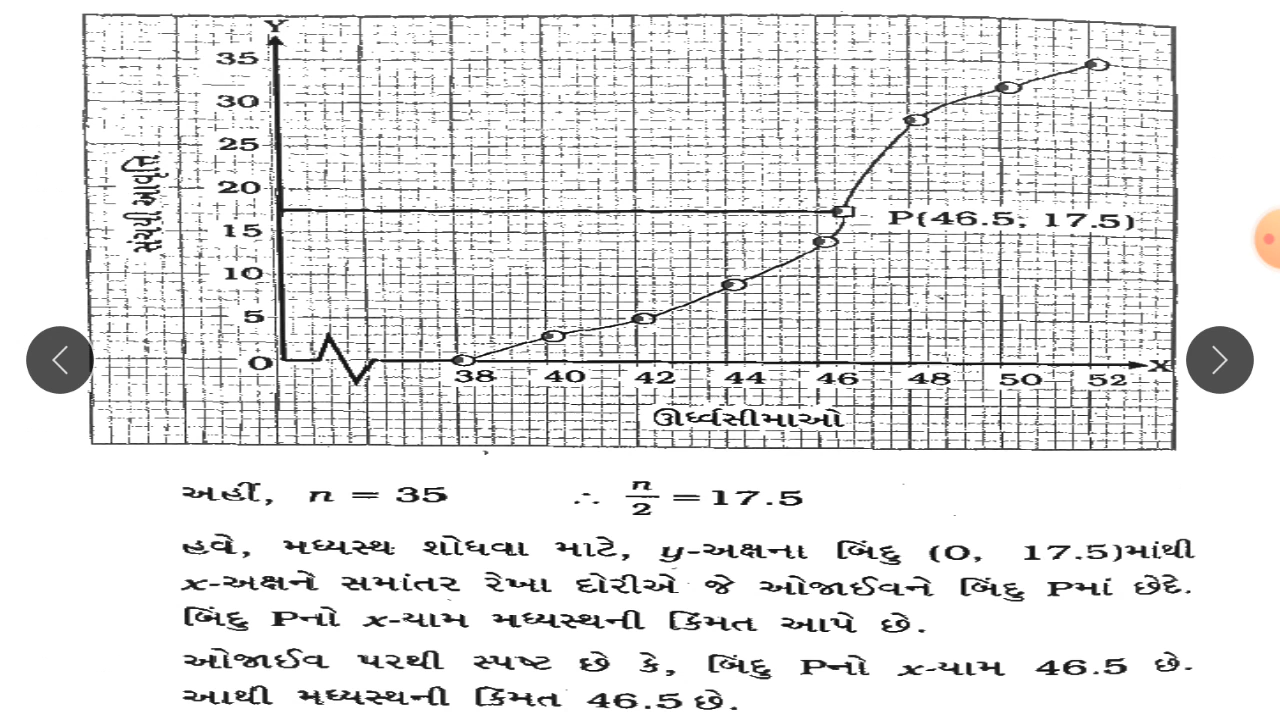 Y
35
30
25
20
15
10
5
O
38 40 42 44 46 48 50 52
X
P(46.5, 17.5)
ઊર્ધ્વસીમાઓ
અહીં, n = 35 ∴ n/2 = 17.5
હવે, મધ્યસ્થ શોધવા માટે, y-અક્ષના બિંદુ (0, 17.5)માંથી
x-અક્ષને સમાંતર રેખા દોરીએ જે ઓજાઈવને બિંદુ Pમાં છેદે.
બિંદુ Pનો x-યામ મધ્યસ્થની કિંમત આપે છે.
ઓજાઈવ પરથી સ્પષ્ટ છે કે, બિંદુ Pનો x-યામ 46.5 છે.
આથી મધ્યસ્થની કિંમત 46.5 છે.